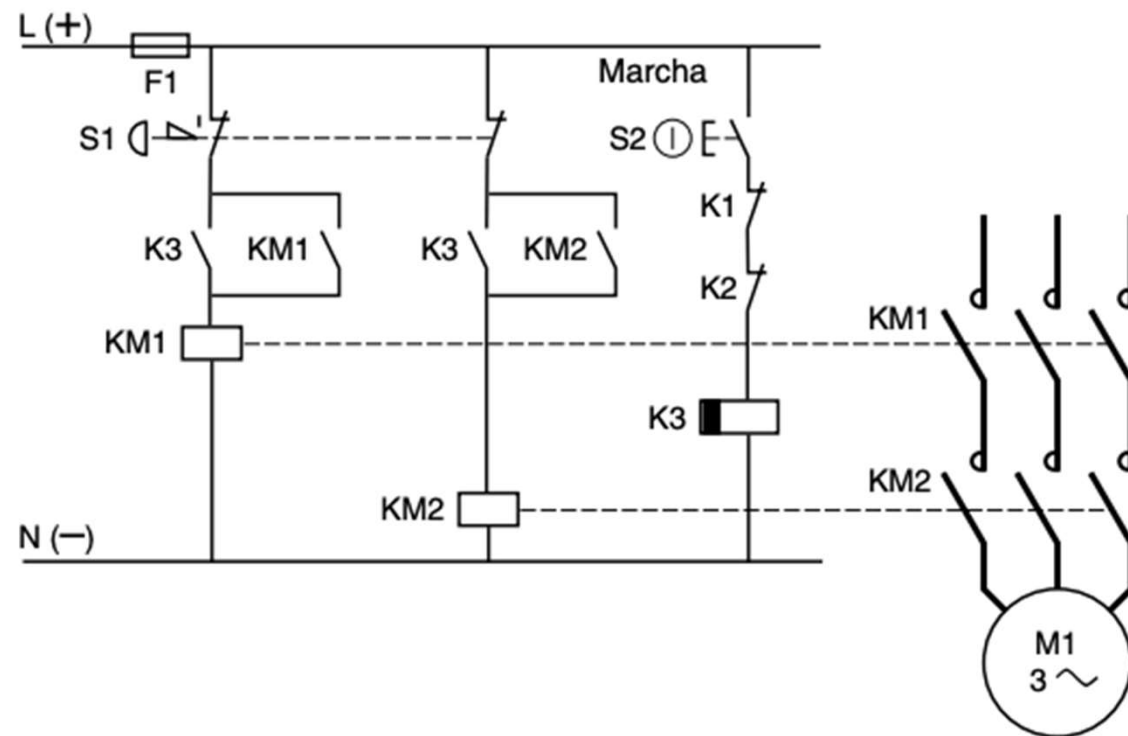 L (+)
F1
Marcha
S1
S2
K1
K3
KM1
K3
KM2
K2
KM1
KM1
K3
KM2
KM2
N (−)
M1
3 ~